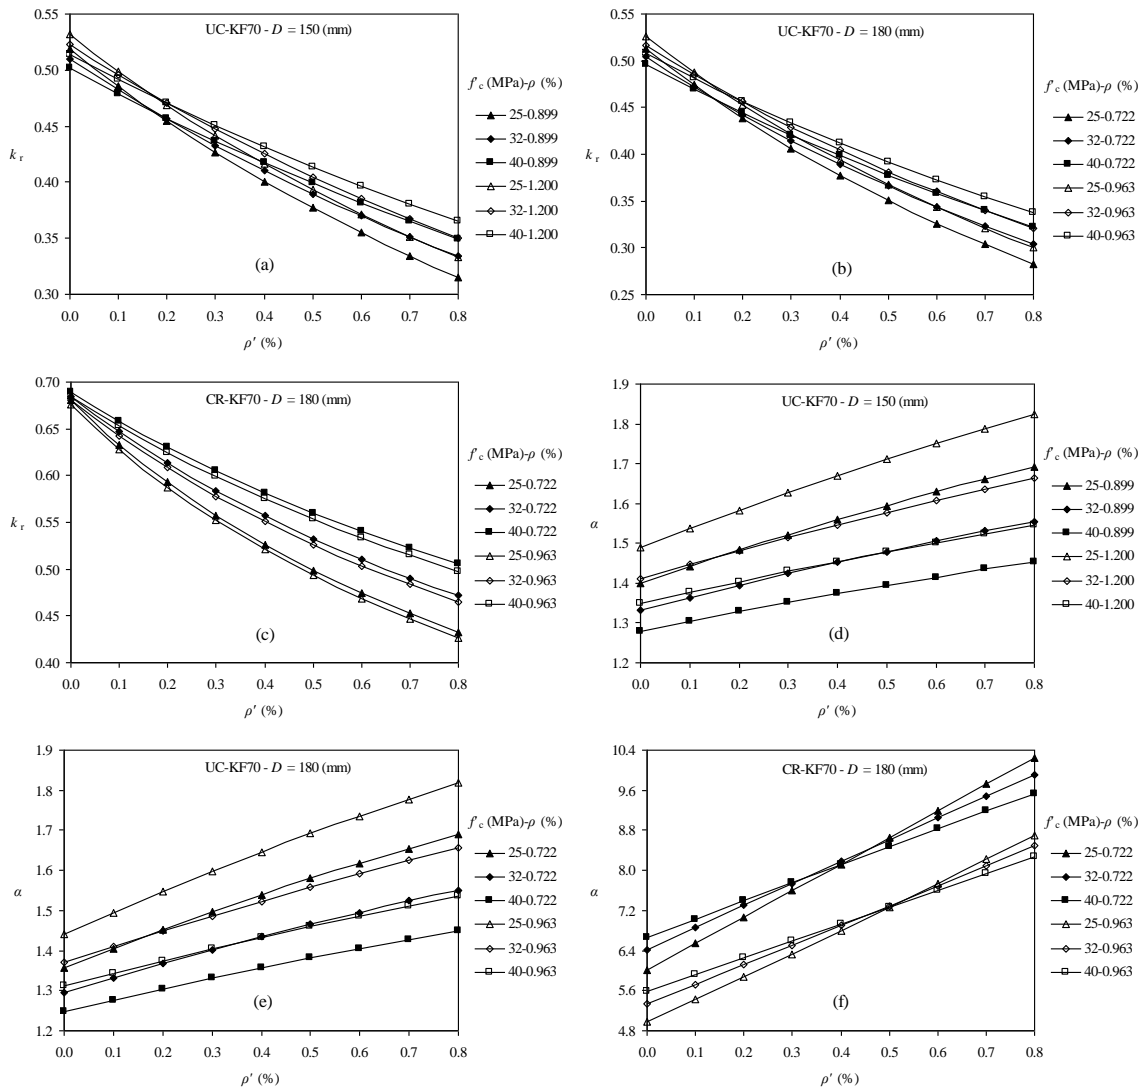 UC-KF70 - D = 150 (mm)
0.55
0.50
0.45
0.40
0.35
0.30
k r
0.0 0.1 0.2 0.3 0.4 0.5 0.6 0.7 0.8
ρ′ (%)
(a)
f′c (MPa)-ρ (%)
25-0.899
32-0.899
40-0.899
25-1.200
32-1.200
40-1.200
UC-KF70 - D = 180 (mm)
0.55
0.50
0.45
0.40
0.35
0.30
0.25
k r
0.0 0.1 0.2 0.3 0.4 0.5 0.6 0.7 0.8
ρ′ (%)
(b)
f′c (MPa)-ρ (%)
25-0.722
32-0.722
40-0.722
25-0.963
32-0.963
40-0.963
CR-KF70 - D = 180 (mm)
0.70
0.65
0.60
0.55
0.50
0.45
0.40
k r
0.0 0.1 0.2 0.3 0.4 0.5 0.6 0.7 0.8
ρ′ (%)
(c)
f′c (MPa)-ρ (%)
25-0.722
32-0.722
40-0.722
25-0.963
32-0.963
40-0.963
UC-KF70 - D = 150 (mm)
1.9
1.8
1.7
1.6
1.5
1.4
1.3
1.2
α
0.0 0.1 0.2 0.3 0.4 0.5 0.6 0.7 0.8
ρ′ (%)
(d)
f′c (MPa)-ρ (%)
25-0.899
32-0.899
40-0.899
25-1.200
32-1.200
40-1.200
UC-KF70 - D = 180 (mm)
1.9
1.8
1.7
1.6
1.5
1.4
1.3
1.2
α
0.0 0.1 0.2 0.3 0.4 0.5 0.6 0.7 0.8
ρ′ (%)
(e)
f′c (MPa)-ρ (%)
25-0.722
32-0.722
40-0.722
25-0.963
32-0.963
40-0.963
CR-KF70 - D = 180 (mm)
10.4
9.6
8.8
8.0
7.2
6.4
5.6
4.8
α
0.0 0.1 0.2 0.3 0.4 0.5 0.6 0.7 0.8
ρ′ (%)
(f)
f′c (MPa)-ρ (%)
25-0.722
32-0.722
40-0.722
25-0.963
32-0.963
40-0.963